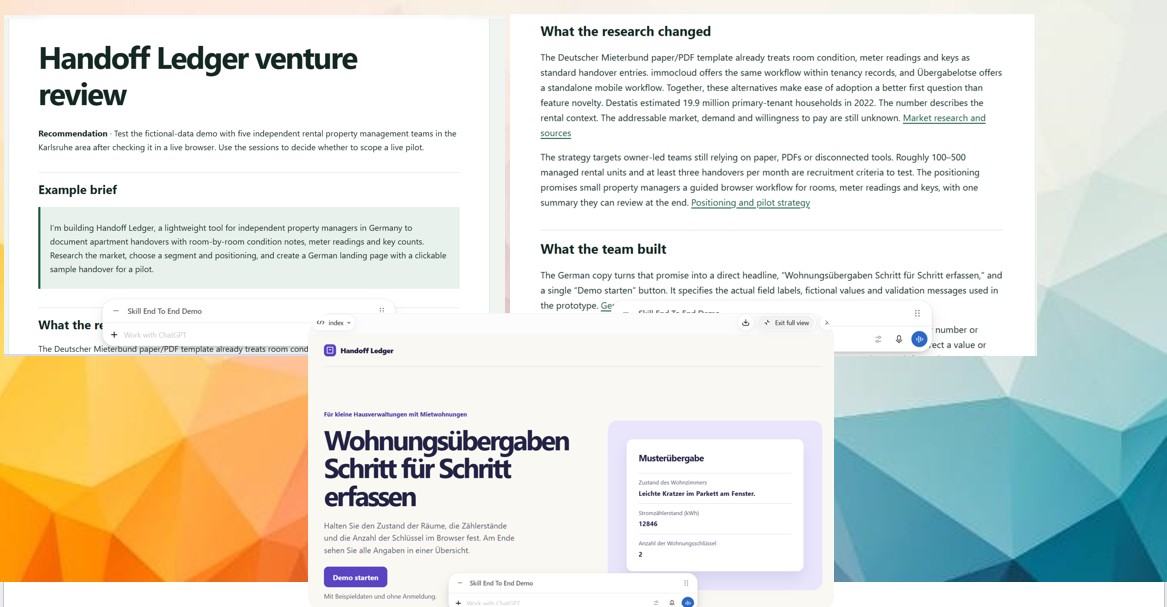 Handoff Ledger venture
review
Recommendation · Test the fictional-data demo with five independent rental property management teams in the
Karlsruhe area after checking it in a live browser. Use the sessions to decide whether to scope a live pilot.
Example brief
I'm building Handoff Ledger, a lightweight tool for independent property managers in Germany to
document apartment handovers with room-by-room condition notes, meter readings and key counts.
Research the market, choose a segment and positioning, and create a German landing page with a clickable
sample handover for a pilot.
What the re
Skill End To End Demo
Work with ChatGPT
The Deutscher Mieterbund paper/PDF template already treats room cond
What the research changed
The Deutscher Mieterbund paper/PDF template already treats room condition, meter readings and keys as
standard handover entries. immocloud offers the same workflow within tenancy records, and Übergabelotse offers
a standalone mobile workflow. Together, these alternatives make ease of adoption a better first question than
feature novelty. Destatis estimated 19.9 million primary-tenant households in 2022. The number describes the
rental context. The addressable market, demand and willingness to pay are still unknown. Market research and
sources
The strategy targets owner-led teams still relying on paper, PDFs or disconnected tools. Roughly 100–500
managed rental units and at least three handovers per month are recruitment criteria to test. The positioning
promises small property managers a guided browser workflow for rooms, meter readings and keys, with one
summary they can review at the end. Positioning and pilot strategy
What the team built
The German copy turns that promise into a direct headline, "Wohnungsübergaben Schritt für Schritt erfassen," and
a single "Demo starten" button. It specifies the actual field labels, fictional values and validation messages used in
the prototype. Ge
Skill End To End Demo
number or
rect a value or
index
Exit full view
Handoff Ledger
Für kleine Hausverwaltungen mit Mietwohnungen
Wohnungsübergaben
Schritt für Schritt
erfassen
Halten Sie den Zustand der Räume, die Zählerstände
und die Anzahl der Schlüssel im Browser fest. Am Ende
sehen Sie alle Angaben in einer Übersicht.
Demo starten
Mit Beispieldaten und ohne Anmeldung.
Musterübergabe
Zustand des Wohnzimmers
Leichte Kratzer im Parkett am Fenster.
Stromzählerstand (kWh)
12846
Anzahl der Wohnungsschlüssel
2
Skill End To End Demo
Work with ChatGPT